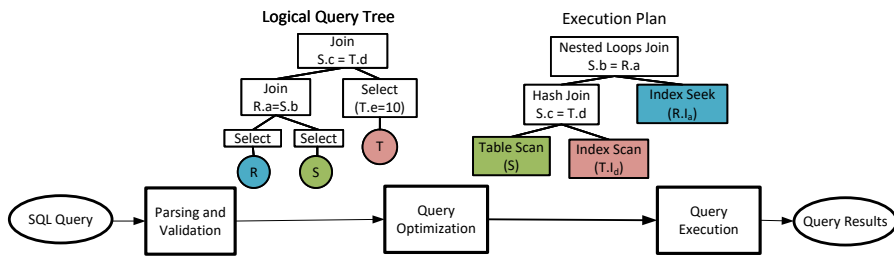 Logical Query Tree
Join
S.c = T.d
Join
R.a=S.b
Select
(T.e=10)
Select
Select
R
S
T
Execution Plan
Nested Loops Join
S.b = R.a
Hash Join
S.c = T.d
Index Seek
(R.Iₐ)
Table Scan
(S)
Index Scan
(T.I_d)
SQL Query
Parsing and
Validation
Query
Optimization
Query
Execution
Query Results